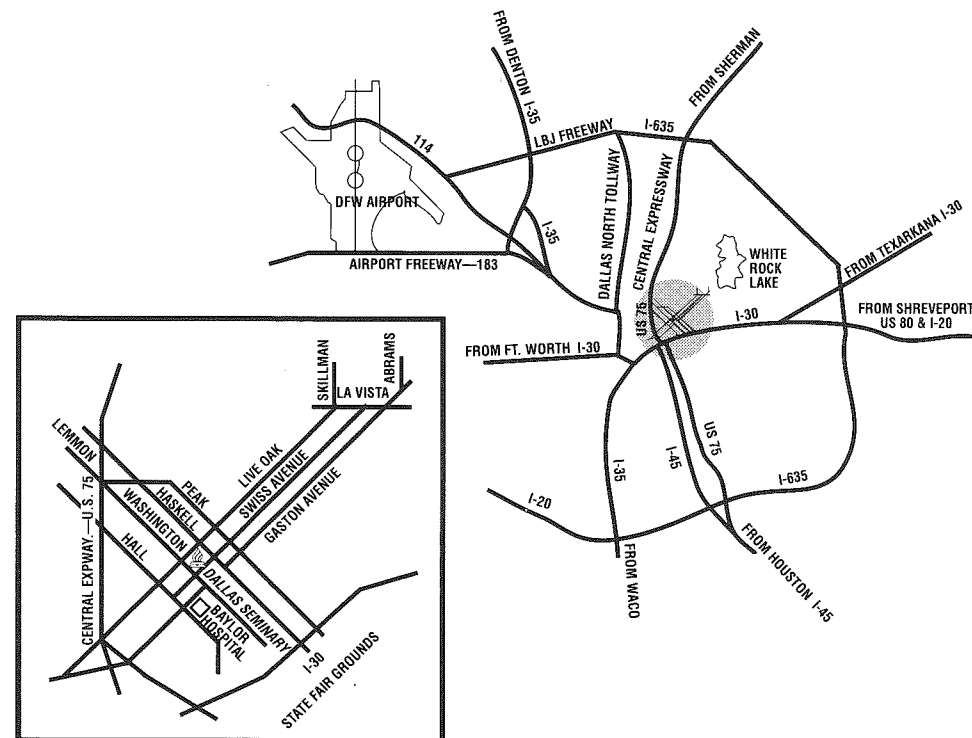 FROM DENTON I-35
FROM SHERMAN
114
LBJ FREEWAY
I-635
DFW AIRPORT
I-35
DALLAS NORTH TOLLWAY
CENTRAL EXPRESSWAY
US 75
AIRPORT FREEWAY—183
WHITE
ROCK
LAKE
FROM TEXARKANA I-30
I-30
FROM SHREVEPORT
US 80 & I-20
FROM FT. WORTH I-30
I-35
I-45
US 75
I-635
I-20
FROM WACO
FROM HOUSTON I-45
SKILLMAN
ABRAMS
LA VISTA
LEMMON
LIVE OAK
SWISS AVENUE
GASTON AVENUE
PEAK
HASKELL
WASHINGTON
HALL
CENTRAL EXPWAY.—U.S. 75
DALLAS SEMINARY
BAYLOR
HOSPITAL
I-30
STATE FAIR GROUNDS